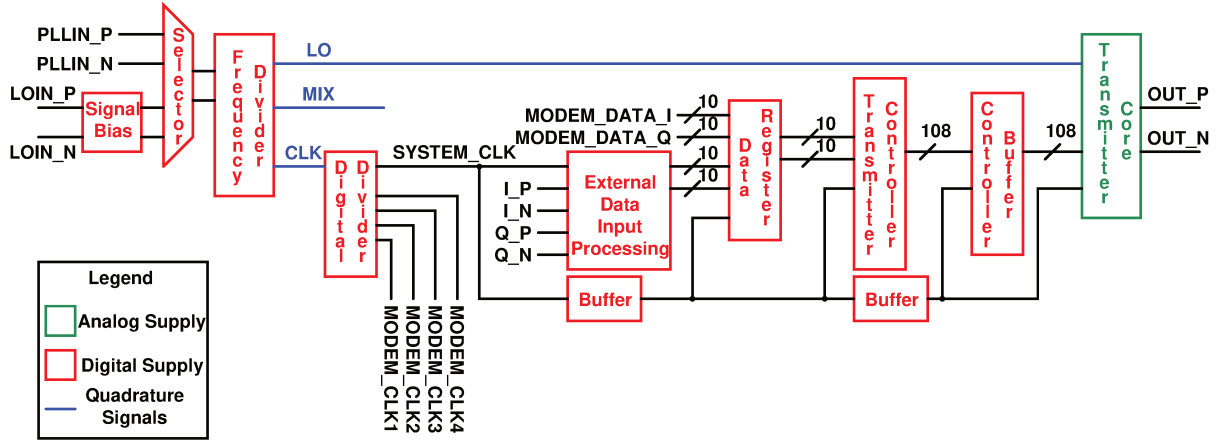 PLLIN_P
PLLIN_N
LOIN_P
LOIN_N
Signal
Bias
Selector
Frequency
Divider
LO
MIX
CLK
Digital
Divider
SYSTEM_CLK
MODEM_CLK1
MODEM_CLK2
MODEM_CLK3
MODEM_CLK4
I_P
I_N
Q_P
Q_N
MODEM_DATA_I
MODEM_DATA_Q
10
10
10
10
External
Data
Input
Processing
Buffer
Data
Register
10
10
Transmitter
Controller
108
Controller
Buffer
108
Buffer
Transmitter
Core
OUT_P
OUT_N
Legend
Analog Supply
Digital Supply
Quadrature
Signals